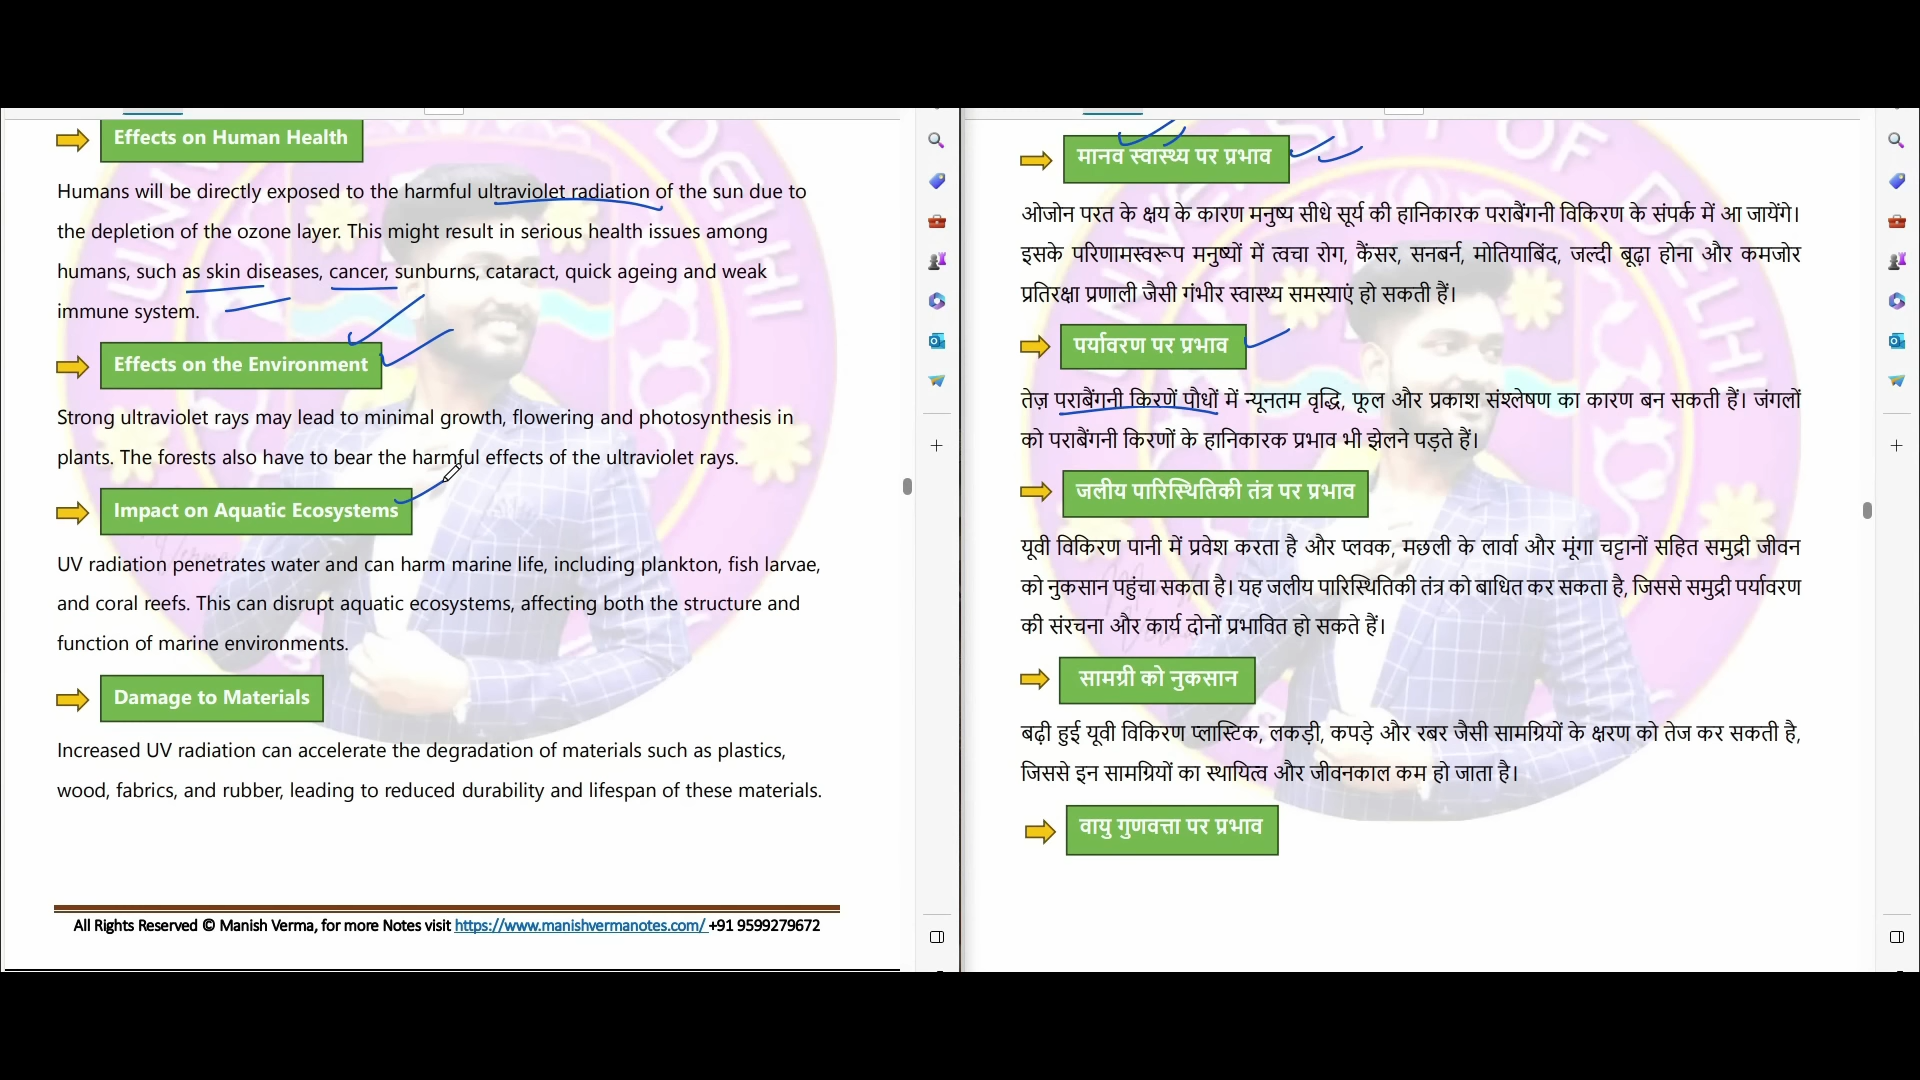 Effects on Human Health
Humans will be directly exposed to the harmful ultraviolet radiation of the sun due to
the depletion of the ozone layer. This might result in serious health issues among
humans, such as skin diseases, cancer, sunburns, cataract, quick ageing and weak
immune system.
Effects on the Environment
Strong ultraviolet rays may lead to minimal growth, flowering and photosynthesis in
plants. The forests also have to bear the harmful effects of the ultraviolet rays.
Impact on Aquatic Ecosystems
UV radiation penetrates water and can harm marine life, including plankton, fish larvae,
and coral reefs. This can disrupt aquatic ecosystems, affecting both the structure and
function of marine environments.
Damage to Materials
Increased UV radiation can accelerate the degradation of materials such as plastics,
wood, fabrics, and rubber, leading to reduced durability and lifespan of these materials.
All Rights Reserved © Manish Verma, for more Notes visit https://www.manishvermanotes.com/ +91 9599279672
मानव स्वास्थ्य पर प्रभाव
ओजोन परत के क्षय के कारण मनुष्य सीधे सूर्य की हानिकारक पराबैंगनी विकिरण के संपर्क में आ जायेंगे।
इसके परिणामस्वरूप मनुष्यों में त्वचा रोग, कैंसर, सनबर्न, मोतियाबिंद, जल्दी बूढ़ा होना और कमजोर
प्रतिरक्षा प्रणाली जैसी गंभीर स्वास्थ्य समस्याएं हो सकती हैं।
पर्यावरण पर प्रभाव
तेज़ पराबैंगनी किरणें पौधों में न्यूनतम वृद्धि, फूल और प्रकाश संश्लेषण का कारण बन सकती हैं। जंगलों
को पराबैंगनी किरणों के हानिकारक प्रभाव भी झेलने पड़ते हैं।
जलीय पारिस्थितिकी तंत्र पर प्रभाव
यूवी विकिरण पानी में प्रवेश करता है और प्लवक, मछली के लार्वा और मूंगा चट्टानों सहित समुद्री जीवन
को नुकसान पहुंचा सकता है। यह जलीय पारिस्थितिकी तंत्र को बाधित कर सकता है, जिससे समुद्री पर्यावरण
की संरचना और कार्य दोनों प्रभावित हो सकते हैं।
सामग्री को नुकसान
बढ़ी हुई यूवी विकिरण प्लास्टिक, लकड़ी, कपड़े और रबर जैसी सामग्रियों के क्षरण को तेज कर सकती है,
जिससे इन सामग्रियों का स्थायित्व और जीवनकाल कम हो जाता है।
वायु गुणवत्ता पर प्रभाव